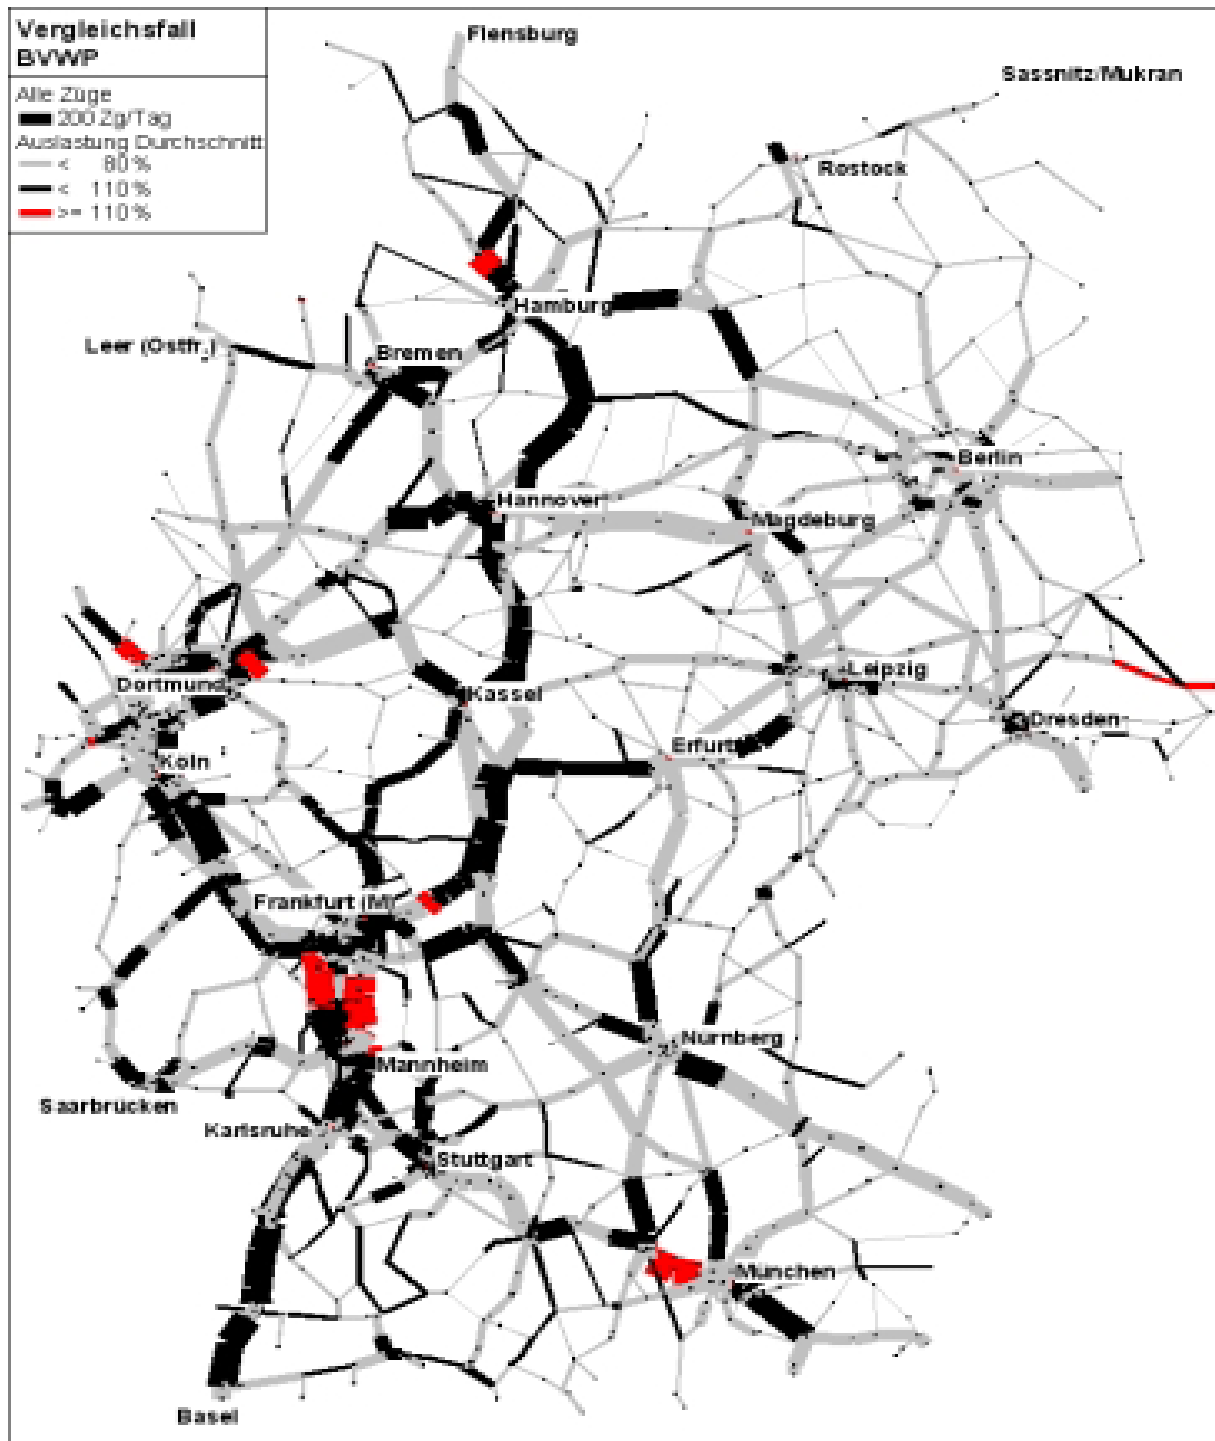 Vergleichsfall
BVWP
Alle Züge
200 Zg/Tag
Auslastung Durchschnitt
< 80 %
< 110 %
>= 110 %
Flensburg
Sassnitz/Mukran
Rostock
Hamburg
Leer (Ostfr.)
Bremen
Berlin
Hannover
Magdeburg
Dortmund
Kassel
Leipzig
Dresden
Erfurt
Köln
Frankfurt (M)
Nürnberg
Mannheim
Saarbrücken
Karlsruhe
Stuttgart
München
Basel